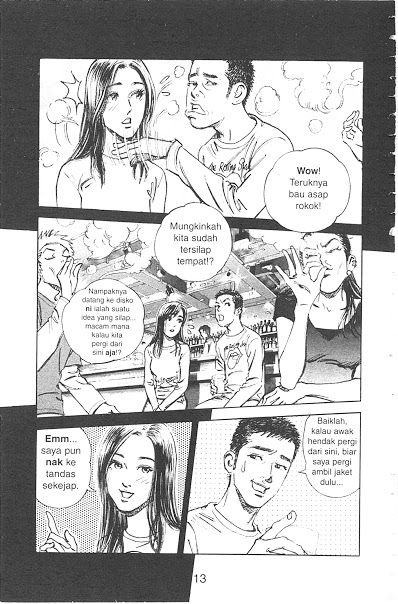 Wow!
Teruknya
bau asap
rokok!
Mungkinkah
kita sudah
tersilap
tempat!?
Nampaknya
datang ke disko
ni ialah suatu
idea yang silap...
macam mana
kalau kita
pergi dari
sini aja!?
Emm...
saya pun
nak ke
tandas
sekejap.
Baiklah,
kalau awak
hendak pergi
dari sini, biar
saya pergi
ambil jaket
dulu...
13